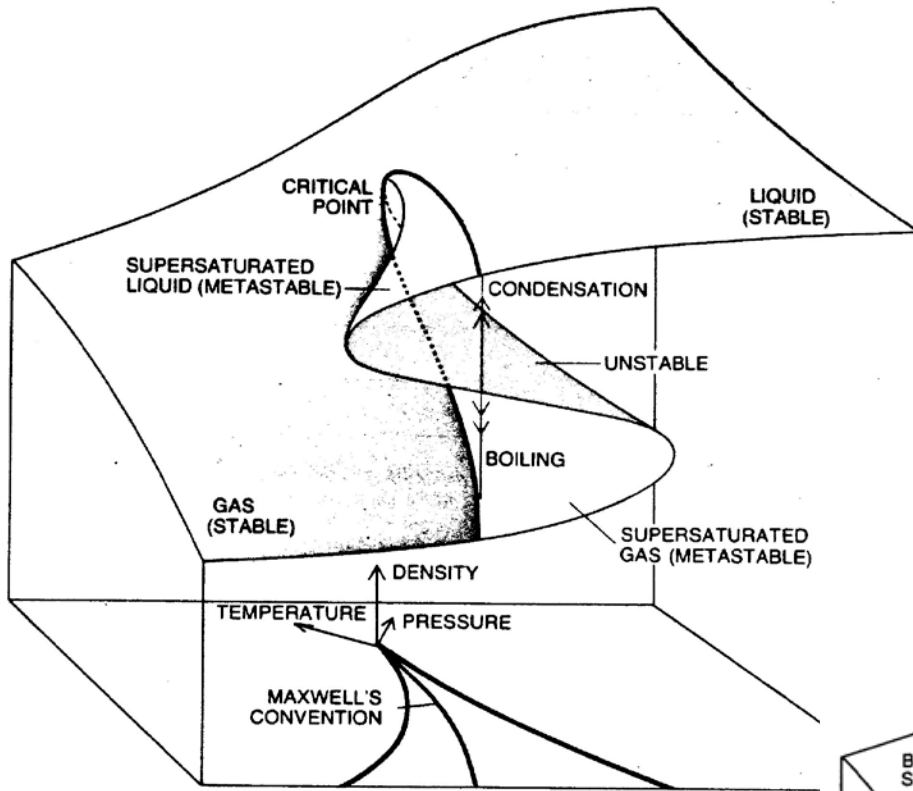 CRITICAL
POINT
LIQUID
(STABLE)
SUPERSATURATED
LIQUID (METASTABLE)
CONDENSATION
UNSTABLE
BOILING
GAS
(STABLE)
SUPERSATURATED
GAS (METASTABLE)
DENSITY
TEMPERATURE
PRESSURE
MAXWELL'S
CONVENTION
B
S